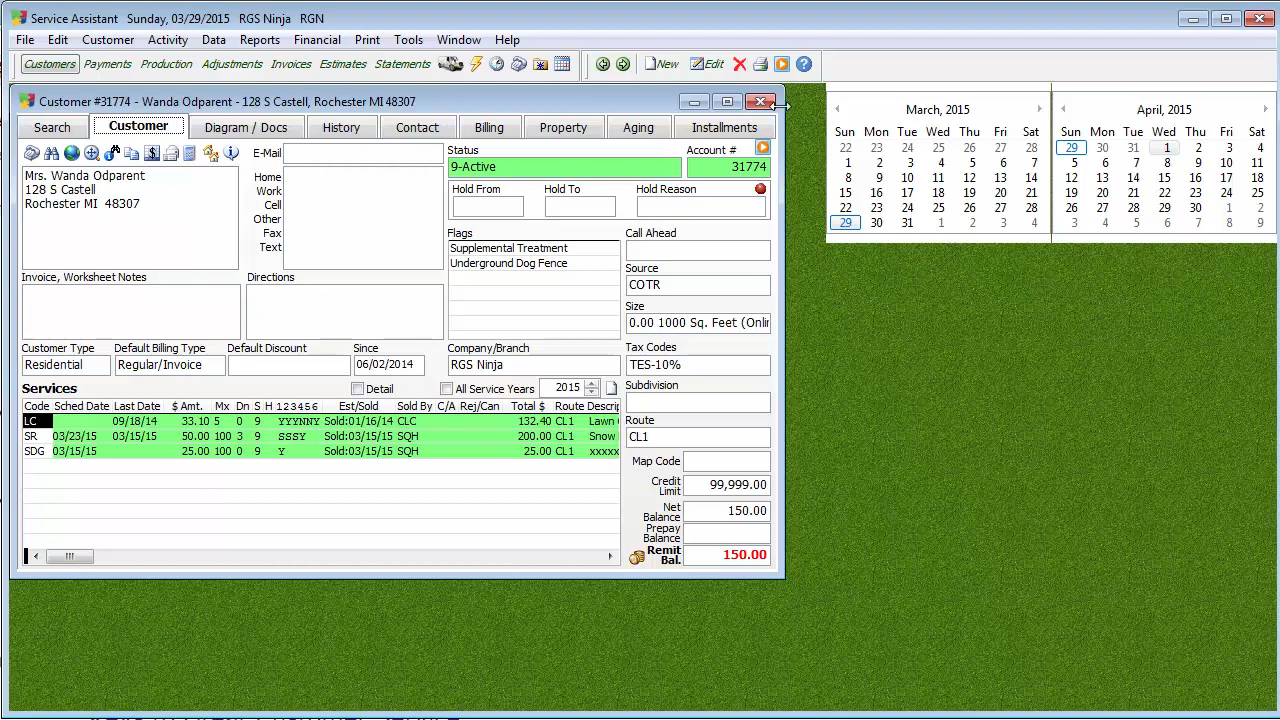 Service Assistant Sunday, 03/29/2015 RGS Ninja RGN
File Edit Customer Activity Data Reports Financial Print Tools Window Help
Customers Payments Production Adjustments Invoices Estimates Statements New Edit
Customer #31774 - Wanda Odparent - 128 S Castell, Rochester MI 48307
Search Customer Diagram / Docs History Contact Billing Property Aging Installments
E-Mail
Home
Work
Cell
Other
Fax
Text
Mrs. Wanda Odparent
128 S Castell
Rochester MI 48307
Status Account #
9-Active 31774
Hold From Hold To Hold Reason
Flags
Supplemental Treatment
Underground Dog Fence
Call Ahead
Source
COTR
Size
0.00 1000 Sq. Feet (Onlin
Invoice, Worksheet Notes Directions
Customer Type Default Billing Type Default Discount Since Company/Branch
Residential Regular/Invoice 06/02/2014 RGS Ninja
Tax Codes
TES-10%
Subdivision
Route
CL1
Map Code
Credit Limit 99,999.00
Net Balance 150.00
Prepay Balance
Remit Bal. 150.00
Services Detail All Service Years 2015
Code Sched Date Last Date $ Amt. Mx Dn S H 1 2 3 4 5 6 Est/Sold Sold By C/A Rej/Can Total $ Route Descrip
LC 09/18/14 33.10 5 0 9 YYYNNY Sold:01/16/14 CLC 132.40 CL1 Lawn
SR 03/23/15 03/15/15 50.00 100 3 9 SSSY Sold:03/15/15 SQH 200.00 CL1 Snow
SDG 03/15/15 25.00 100 0 9 Y Sold:03/15/15 SQH 25.00 CL1 xxxxx
March, 2015
Sun Mon Tue Wed Thu Fri Sat
22 23 24 25 26 27 28
1 2 3 4 5 6 7
8 9 10 11 12 13 14
15 16 17 18 19 20 21
22 23 24 25 26 27 28
29 30 31 1 2 3 4
April, 2015
Sun Mon Tue Wed Thu Fri Sat
29 30 31 1 2 3 4
5 6 7 8 9 10 11
12 13 14 15 16 17 18
19 20 21 22 23 24 25
26 27 28 29 30 1 2
3 4 5 6 7 8 9